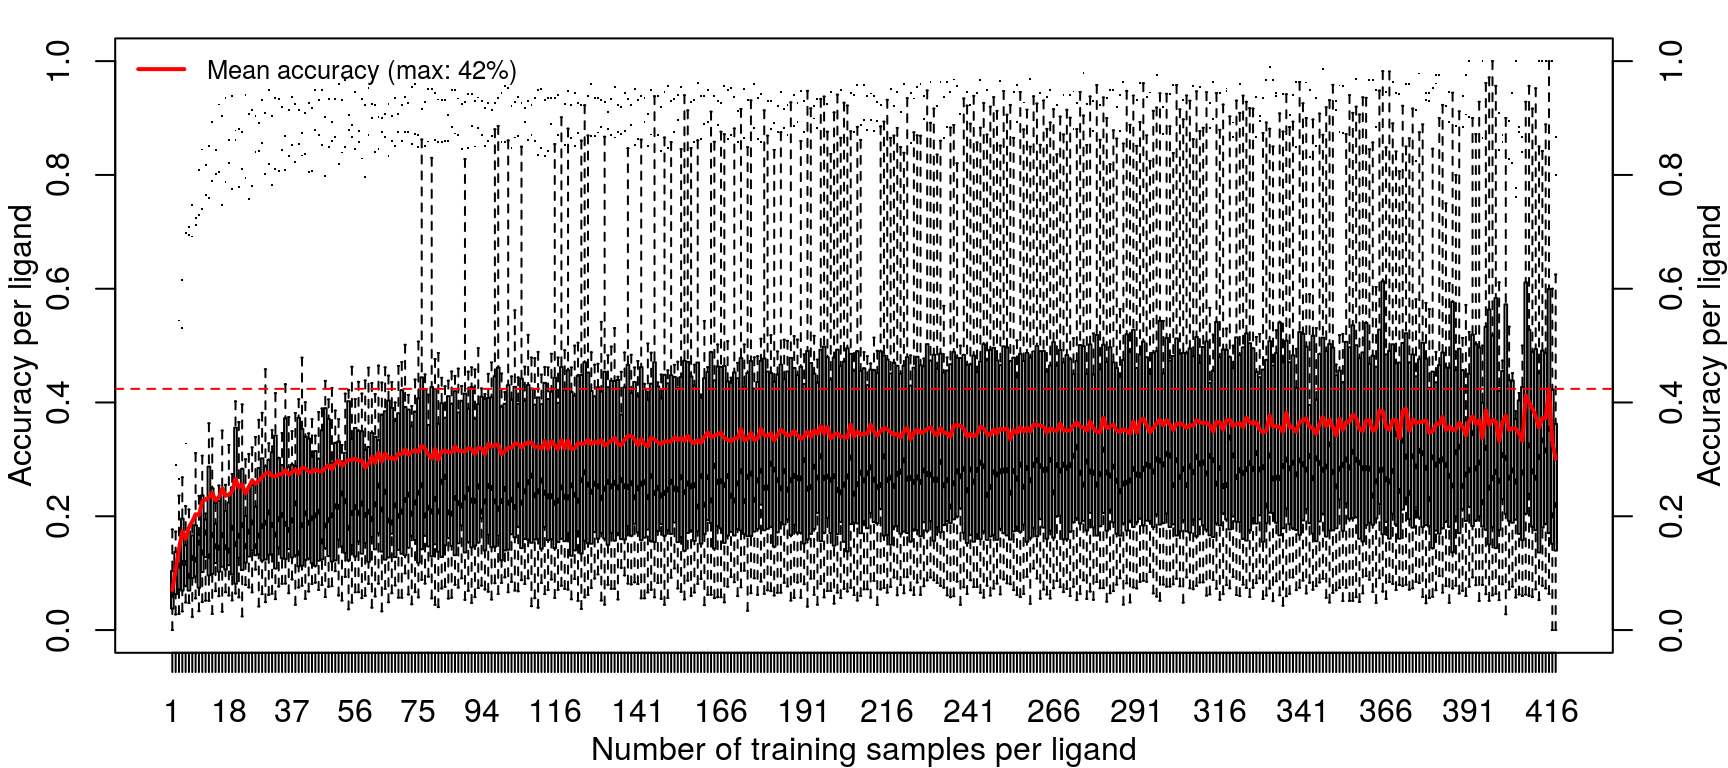 Mean accuracy (max: 42%)
Accuracy per ligand
0.0 0.2 0.4 0.6 0.8 1.0
0.0 0.2 0.4 0.6 0.8 1.0
Accuracy per ligand
1 18 37 56 75 94 116 141 166 191 216 241 266 291 316 341 366 391 416
Number of training samples per ligand